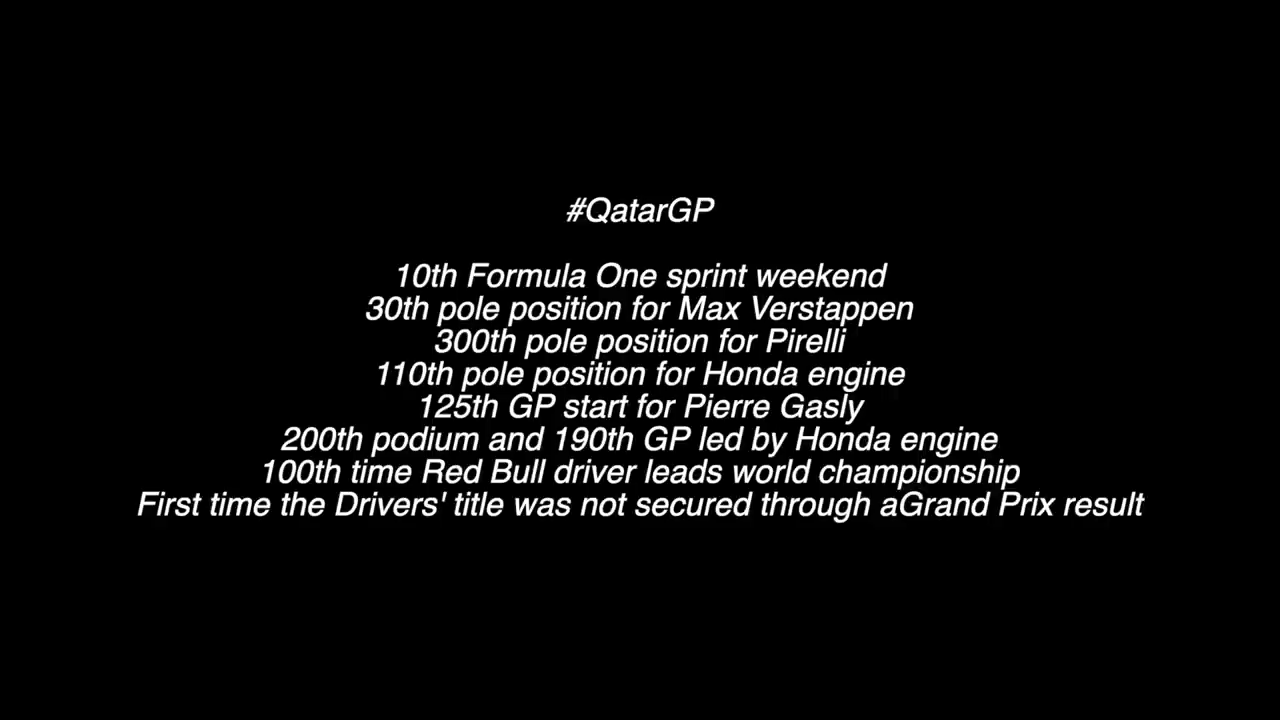 #QatarGP
10th Formula One sprint weekend
30th pole position for Max Verstappen
300th pole position for Pirelli
110th pole position for Honda engine
125th GP start for Pierre Gasly
200th podium and 190th GP led by Honda engine
100th time Red Bull driver leads world championship
First time the Drivers' title was not secured through aGrand Prix result